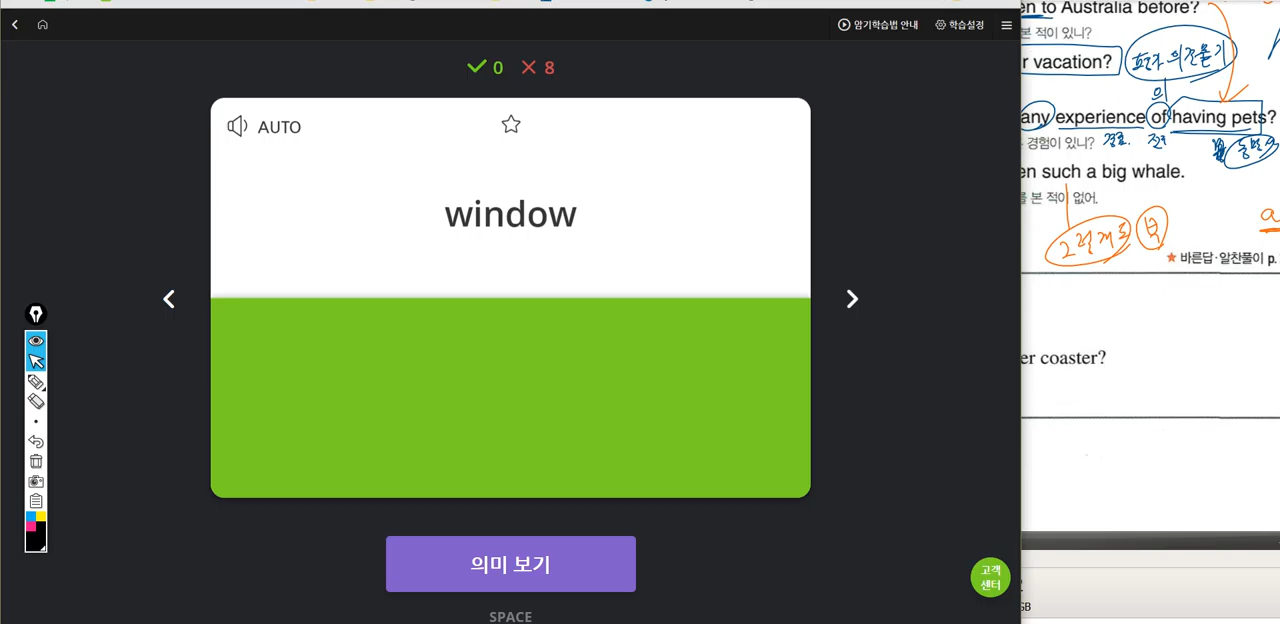 암기학습법 안내 학습설정
0 8
AUTO
window
의미 보기
SPACE
고객
센터
en to Australia before?
본 적이 있니?
r vacation?
any experience of having pets?
경험이 있니?
en such a big whale.
를 본 적이 없어.
★ 바른답·알찬풀이 p.
er coaster?
GB